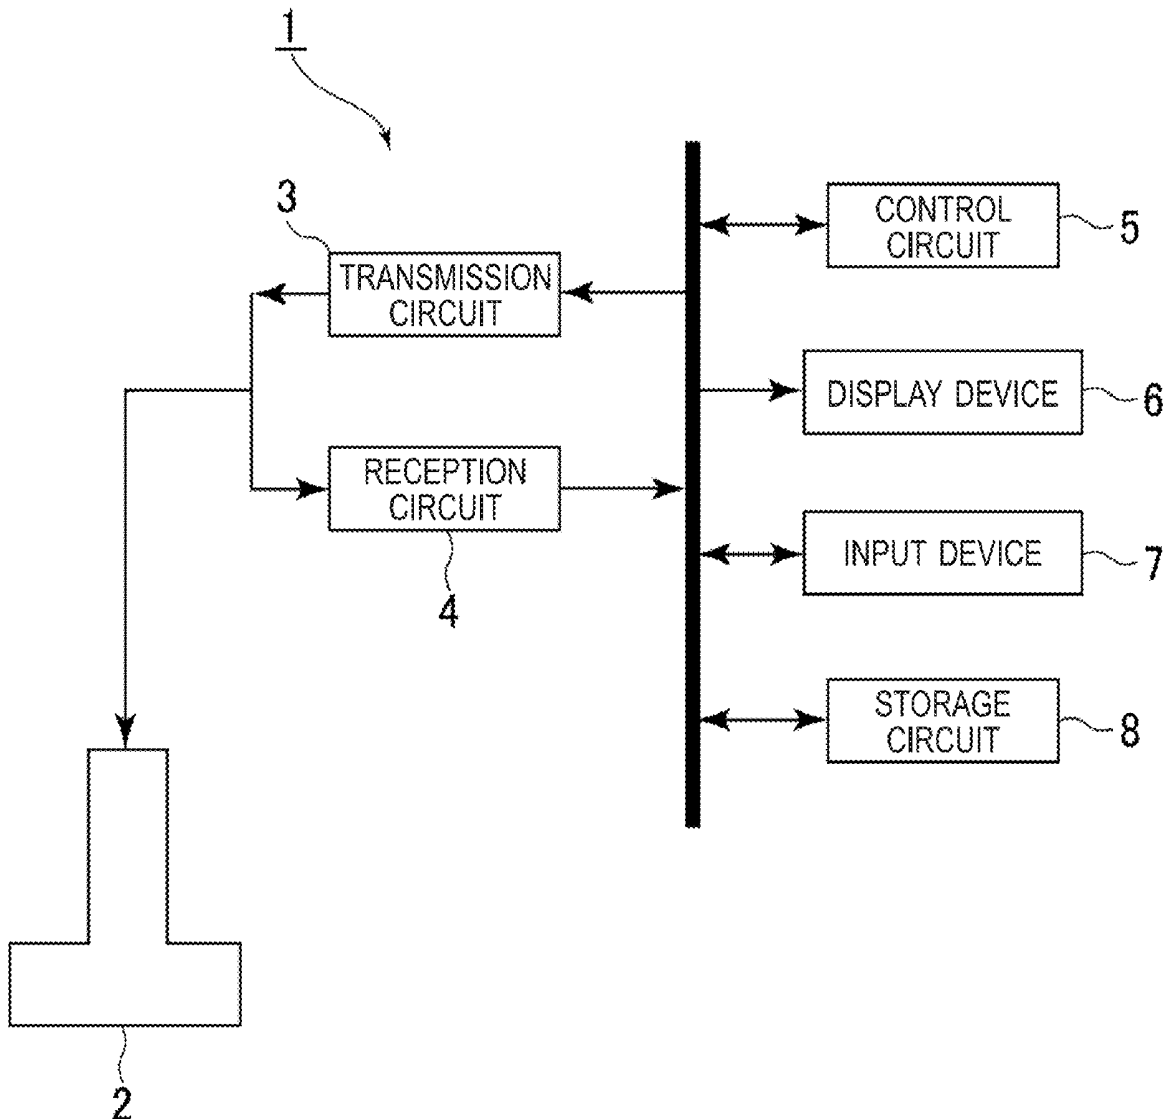 1
3
TRANSMISSION
CIRCUIT
CONTROL
CIRCUIT
5
DISPLAY DEVICE
6
RECEPTION
CIRCUIT
4
INPUT DEVICE
7
STORAGE
CIRCUIT
8
2